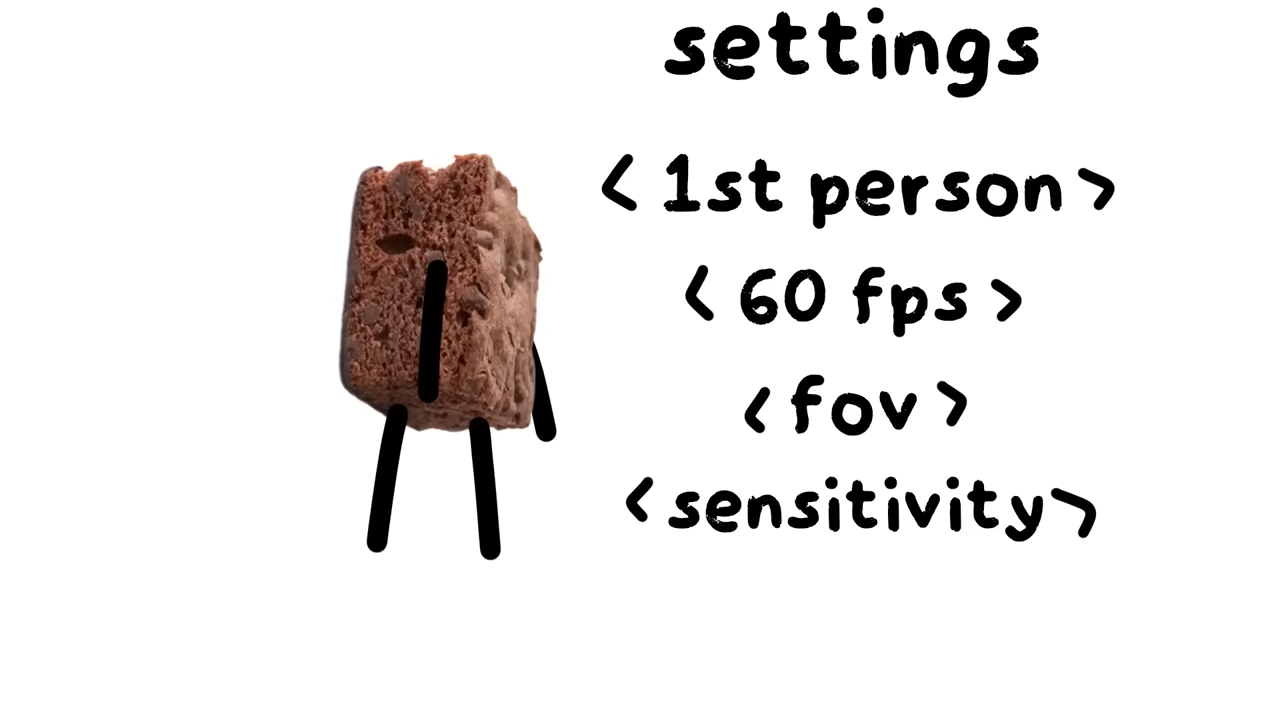 settings
< 1st person >
< 60 fps >
< fov >
< sensitivity >